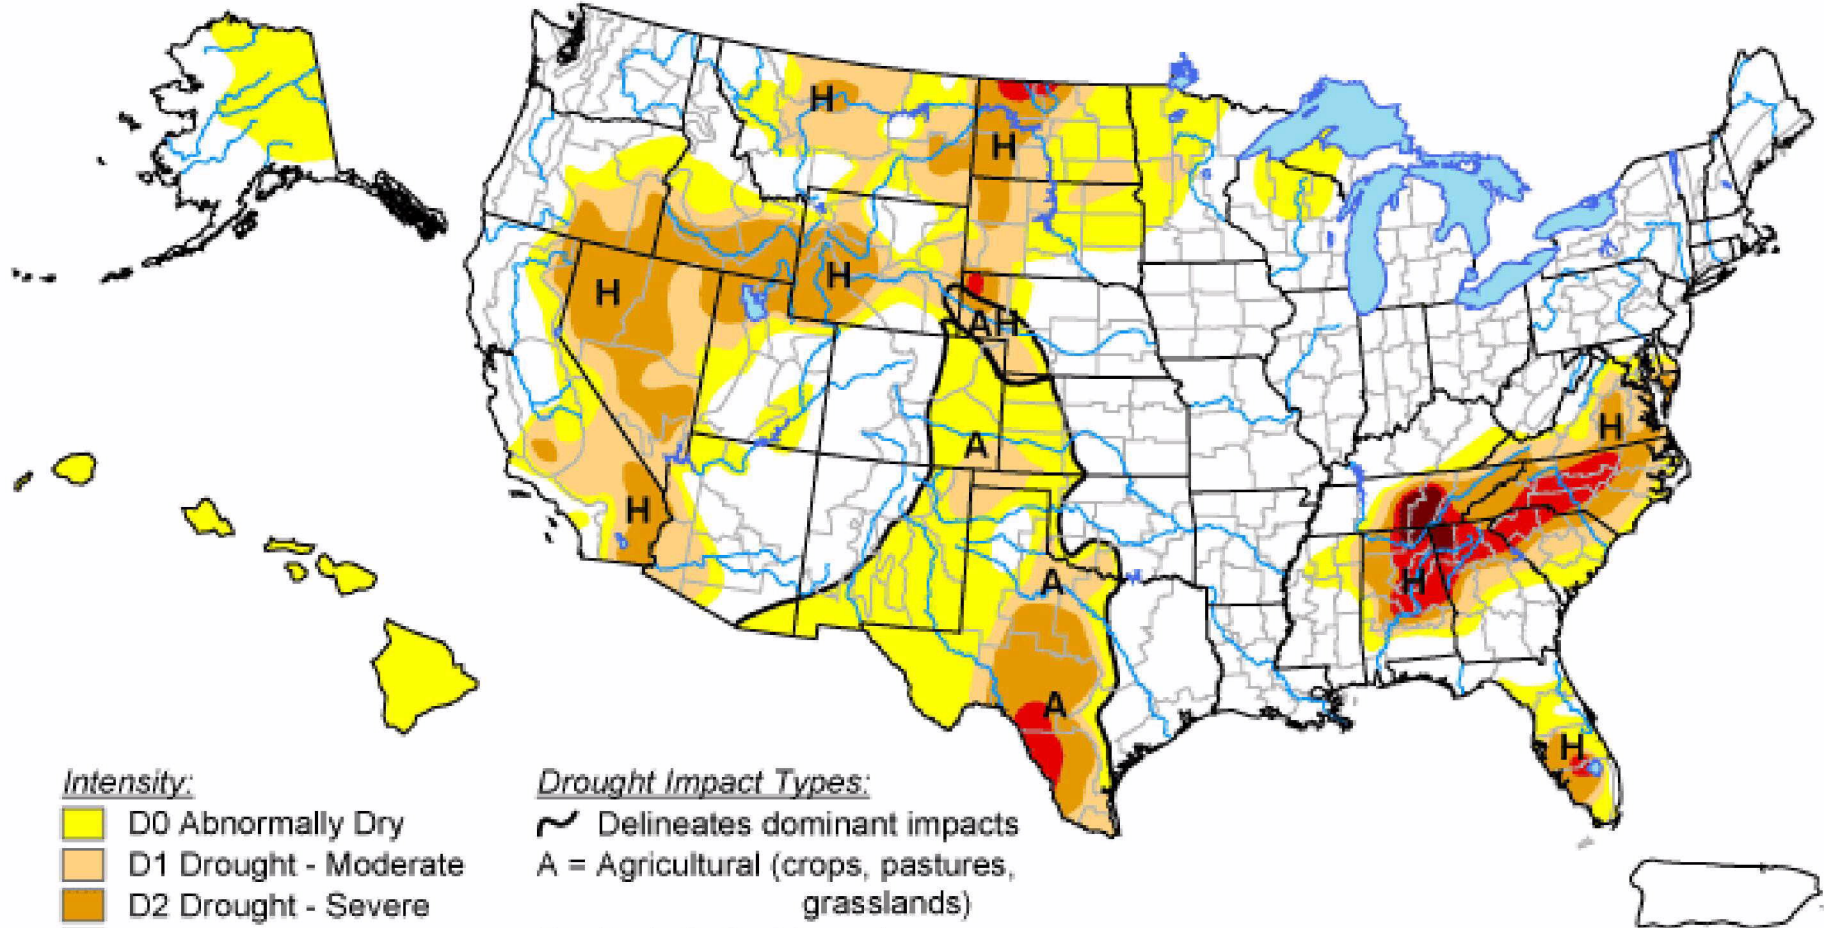 H
H
H
H
AH
A
H
H
A
H
A
H
Intensity:
D0 Abnormally Dry
D1 Drought - Moderate
D2 Drought - Severe
Drought Impact Types:
Delineates dominant impacts
A = Agricultural (crops, pastures,
grasslands)